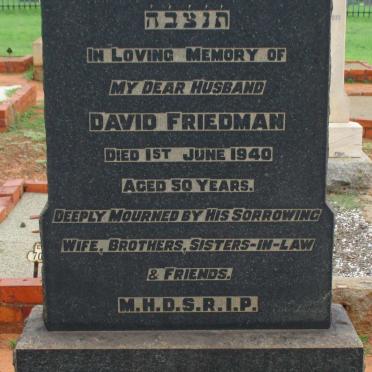 תנצבה
IN LOVING MEMORY OF
MY DEAR HUSBAND
DAVID FRIEDMAN
DIED 1ST JUNE 1940
AGED 50 YEARS.
DEEPLY MOURNED BY HIS SORROWING
WIFE, BROTHERS, SISTERS-IN-LAW
& FRIENDS.
M.H.D.S.R.I.P.